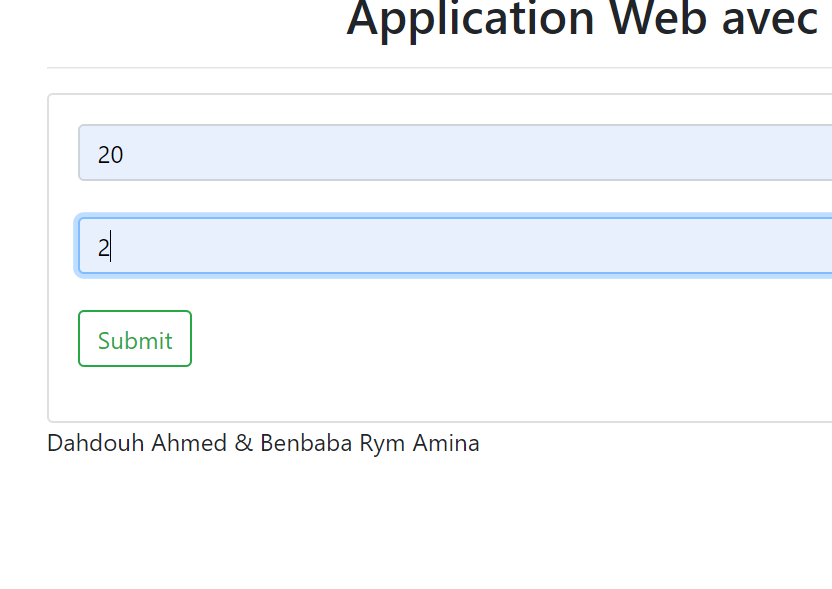 Application Web avec
20
2
Submit
Dahdouh Ahmed & Benbaba Rym Amina